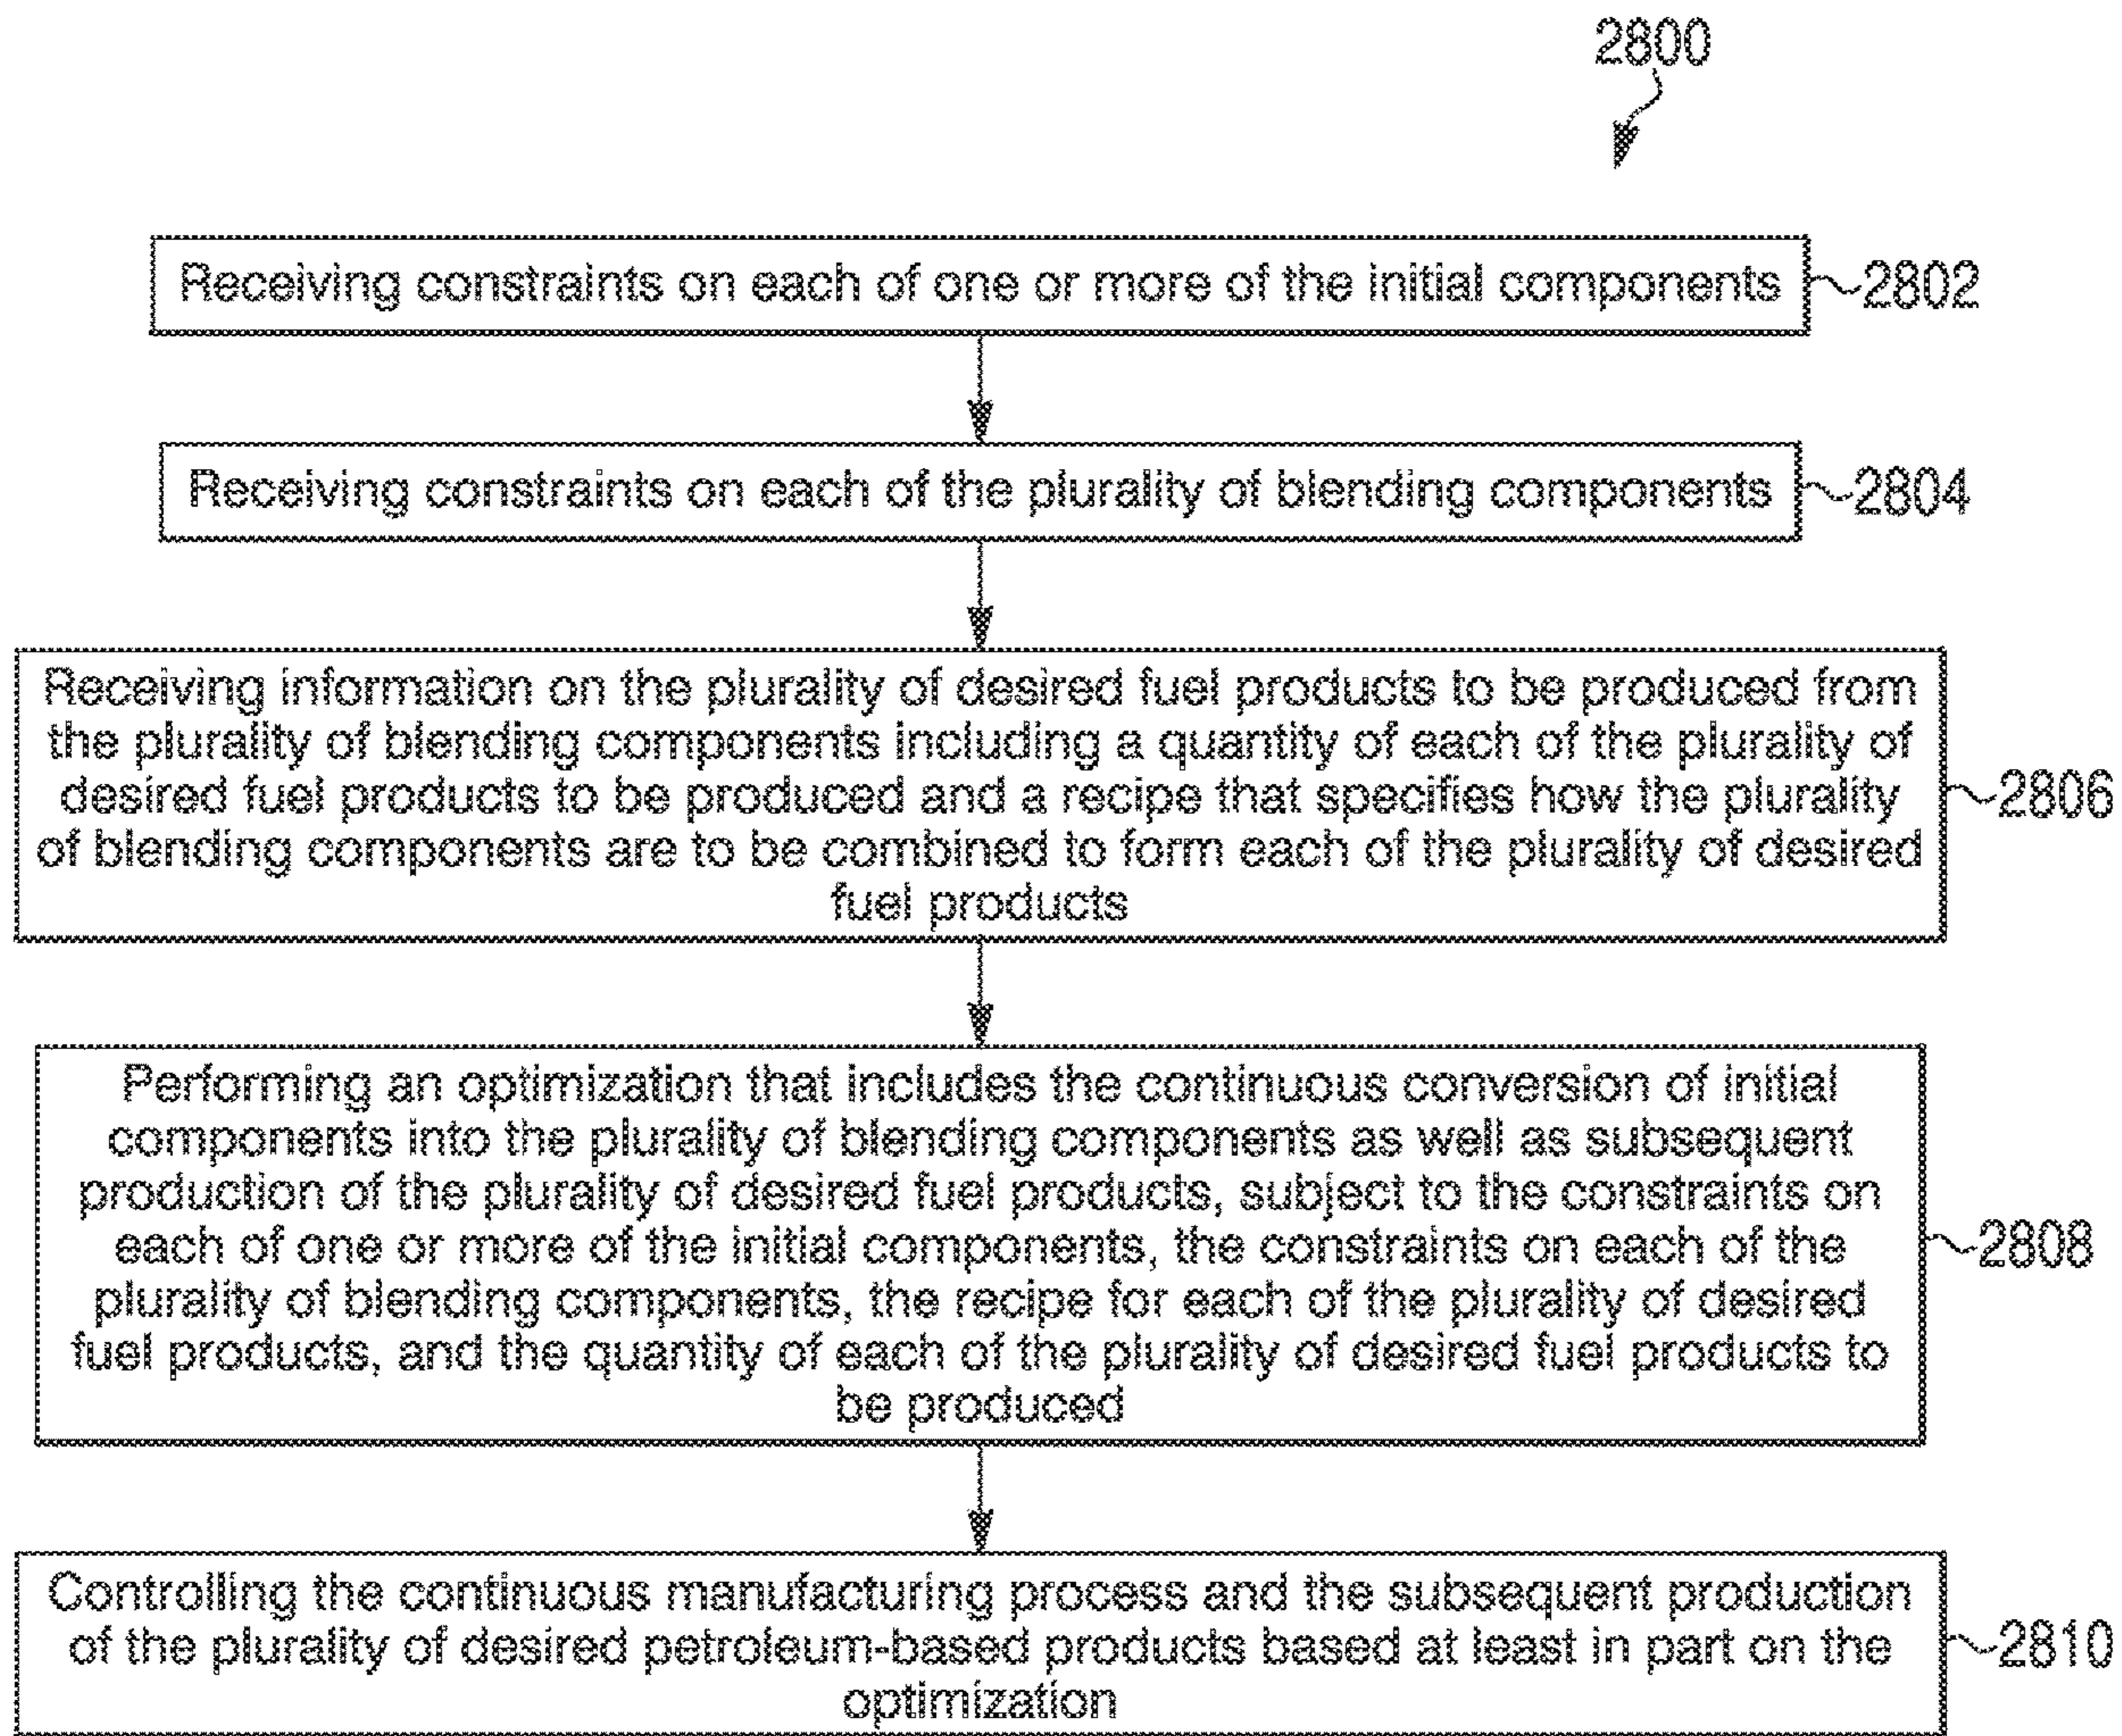 2800
Receiving constraints on each of one or more of the initial components
2802
Receiving constraints on each of the plurality of blending components
2804
Receiving information on the plurality of desired fuel products to be produced from
the plurality of blending components including a quantity of each of the plurality of
desired fuel products to be produced and a recipe that specifies how the plurality
of blending components are to be combined to form each of the plurality of desired
fuel products
2806
Performing an optimization that includes the continuous conversion of initial
components into the plurality of blending components as well as subsequent
production of the plurality of desired fuel products, subject to the constraints on
each of one or more of the initial components, the constraints on each of the
plurality of blending components, the recipe for each of the plurality of desired
fuel products, and the quantity of each of the plurality of desired fuel products to
be produced
2808
Controlling the continuous manufacturing process and the subsequent production
of the plurality of desired petroleum-based products based at least in part on the
optimization
2810